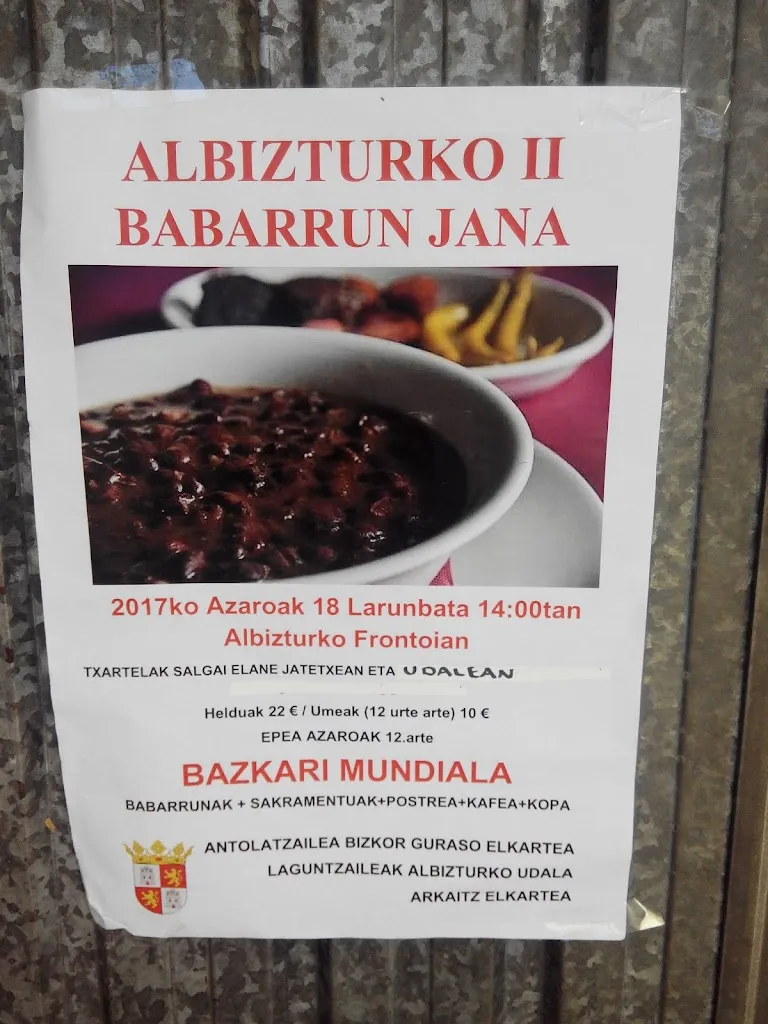 ALBIZTURKO II
BABARRUN JANA
2017ko Azaroak 18 Larunbata 14:00tan
Albizturko Frontoian
TXARTELAK SALGAI ELANE JATETXEAN ETA UDALEAN
Helduak 22 € / Umeak (12 urte arte) 10 €
EPEA AZAROAK 12.arte
BAZKARI MUNDIALA
BABARRUNAK + SAKRAMENTUAK+POSTREA+KAFEA+KOPA
ANTOLATZAILEA BIZKOR GURASO ELKARTEA
LAGUNTZAILEAK ALBIZTURKO UDALA
ARKAITZ ELKARTEA